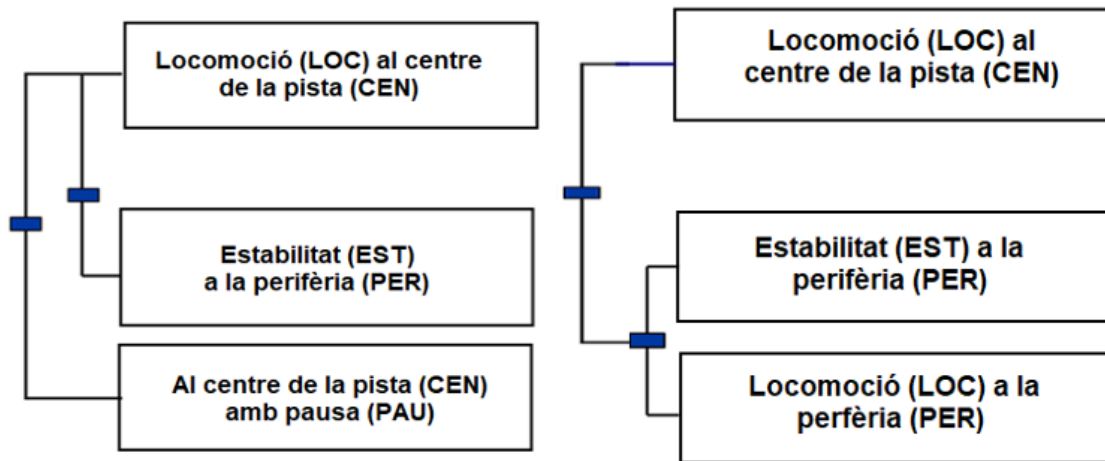 Locomoció (LOC) al centre
de la pista (CEN)
Estabilitat (EST)
a la perifèria (PER)
Al centre de la pista (CEN)
amb pausa (PAU)
Locomoció (LOC) al
centre de la pista (CEN)
Estabilitat (EST) a la
perifèria (PER)
Locomoció (LOC) a la
perfèria (PER)